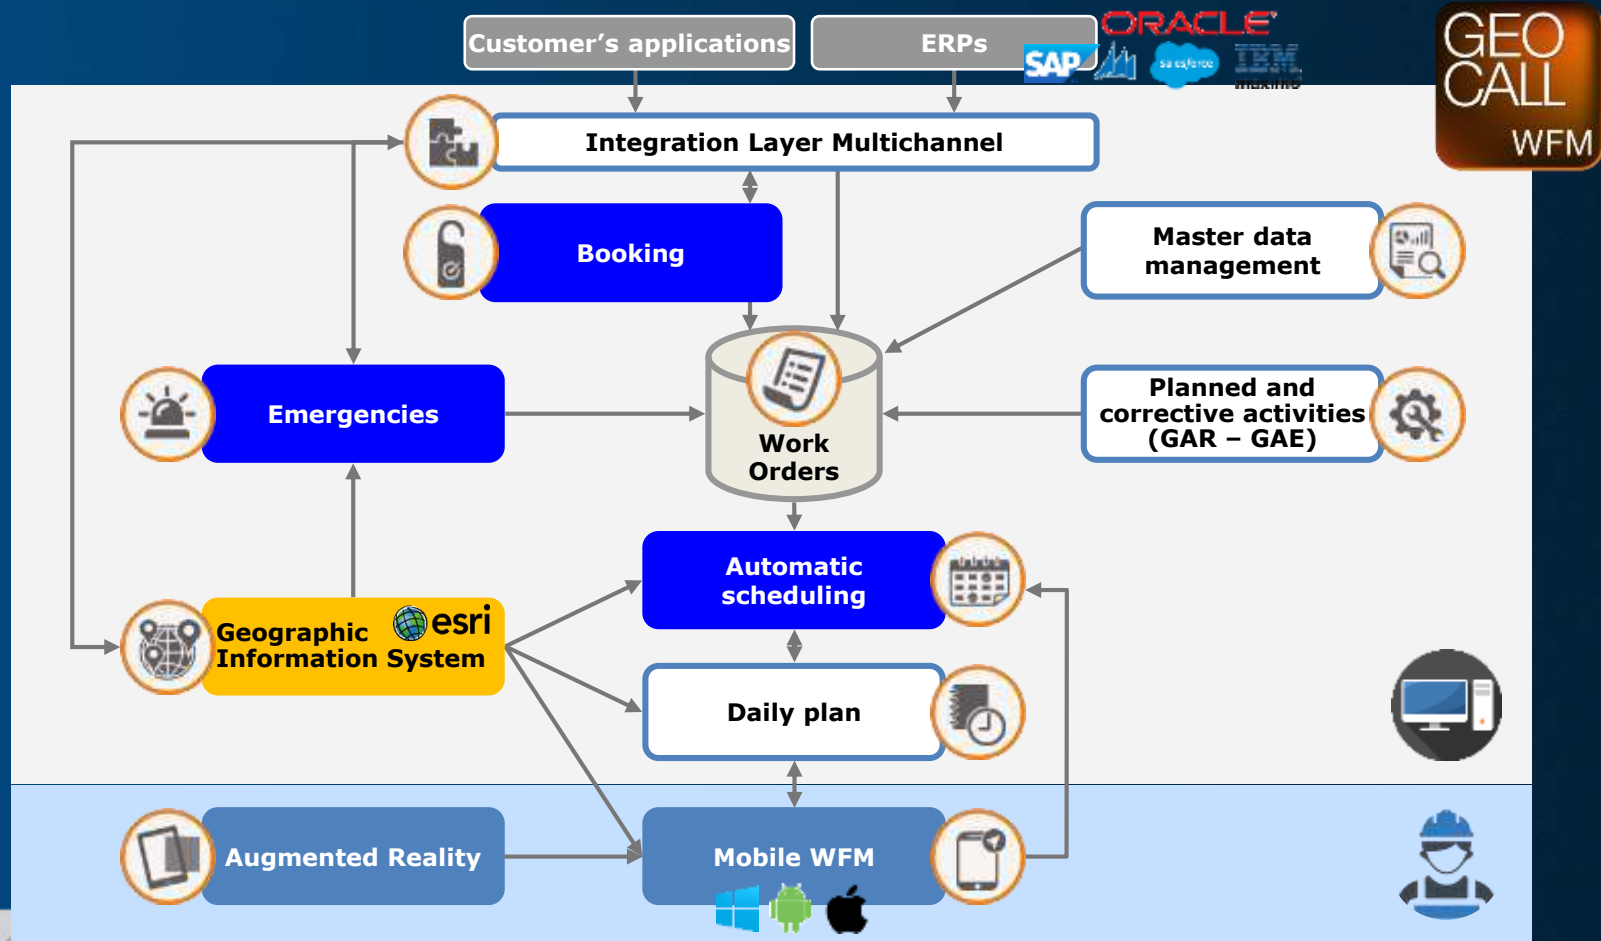 Customer's applications
ERPs
ORACLE
SAP
salesforce
IBM
maximo
GEO
CALL
WFM
Integration Layer Multichannel
Booking
Master data
management
Emergencies
Work
Orders
Planned and
corrective activities
(GAR – GAE)
Automatic
scheduling
Geographic
Information System
esri
Daily plan
Augmented Reality
Mobile WFM